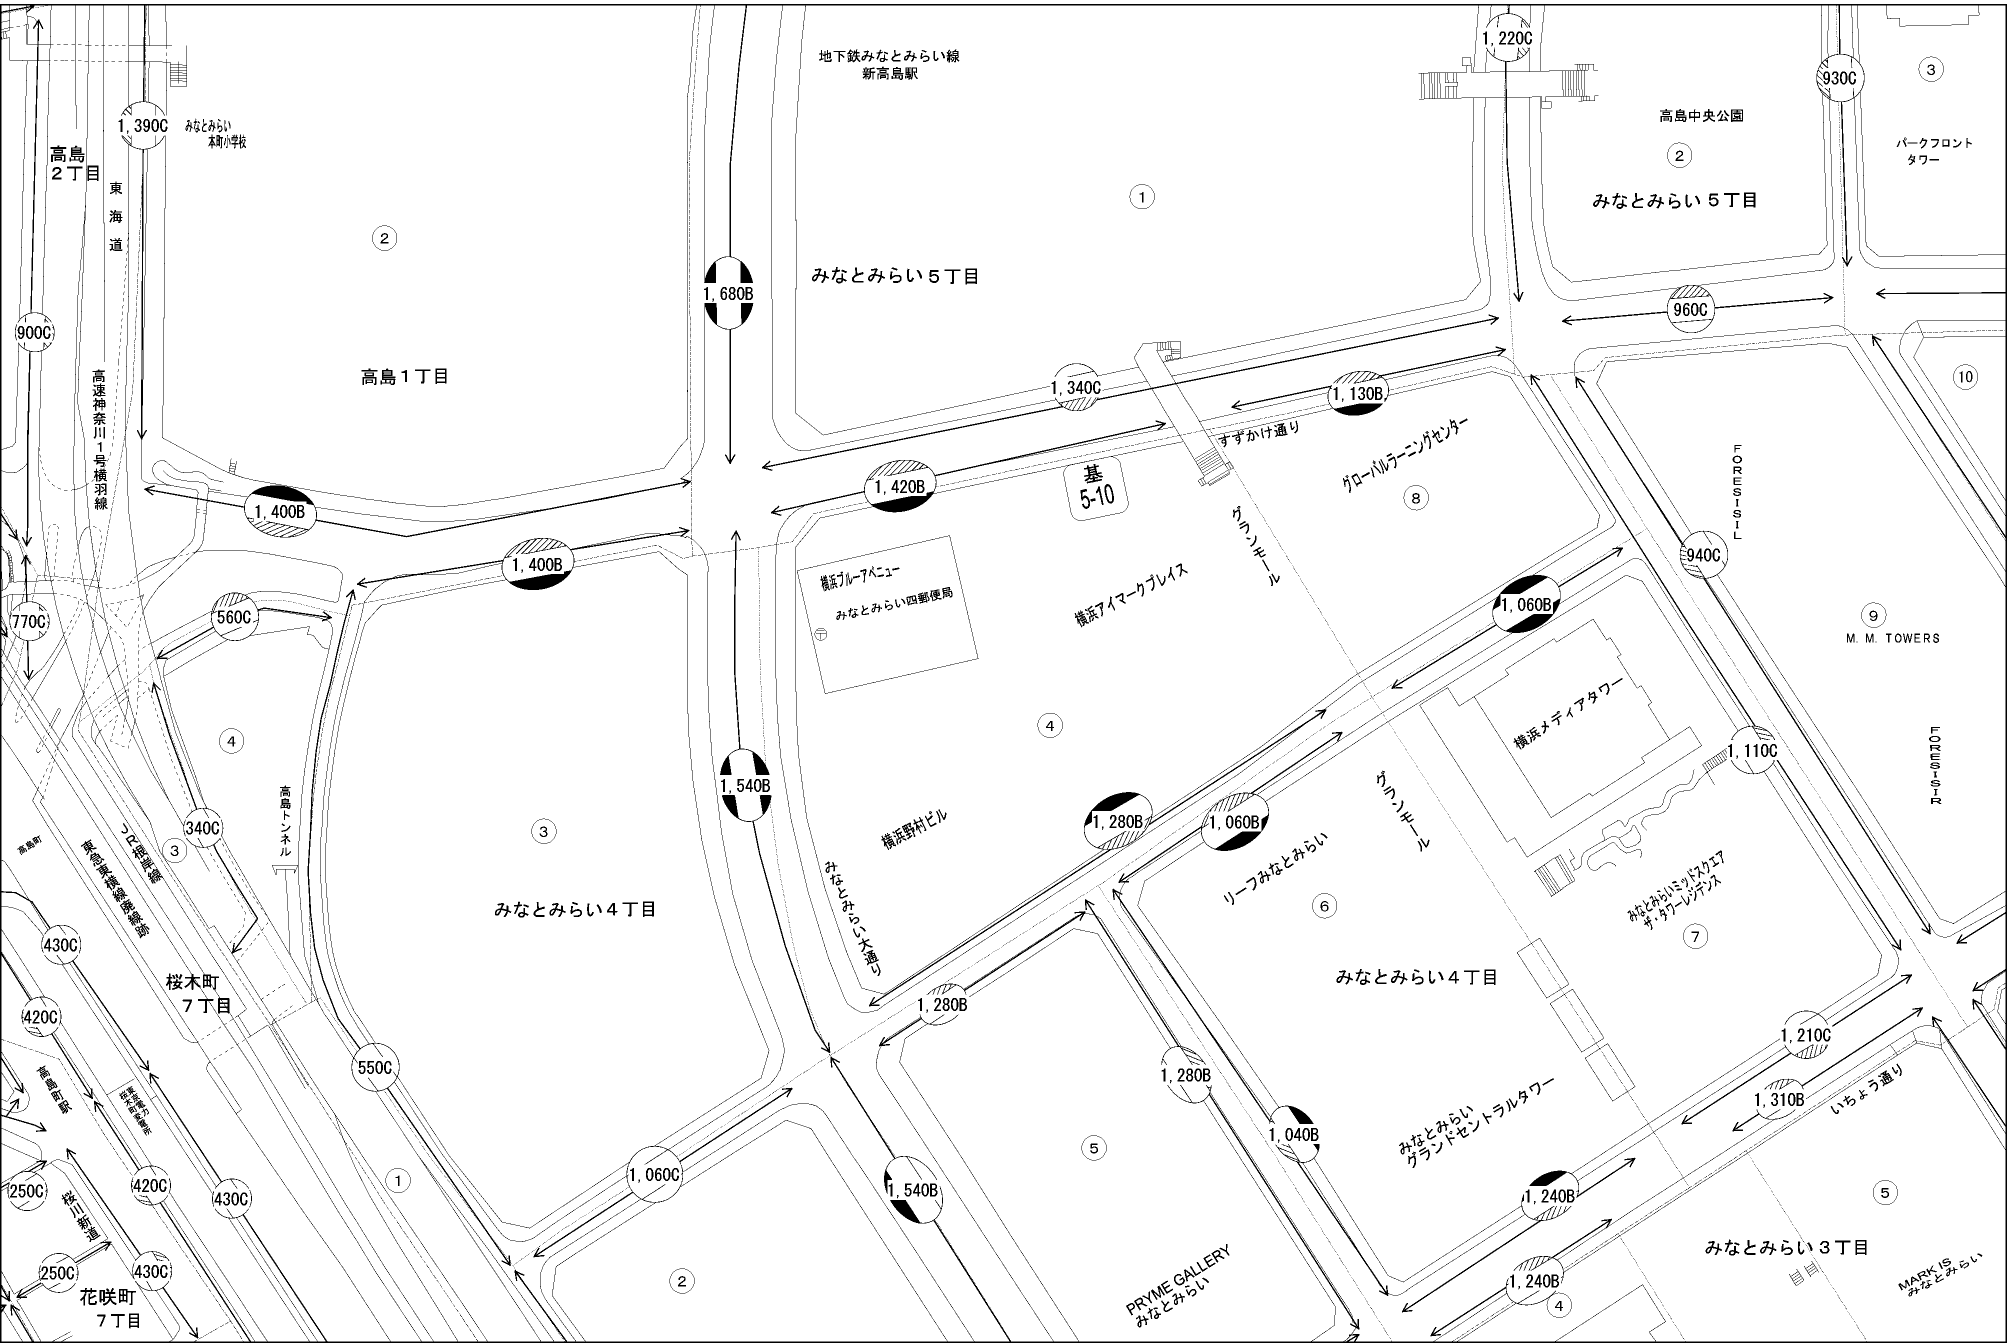 1,220C
地下鉄みなとみらい線
新高島駅
930C
3
高島中央公園
1,390C
みなとみらい
本町小学校
高島
2丁目
パークフロント
タワー
2
東海道
1
みなとみらい5丁目
2
みなとみらい5丁目
1,680B
960C
900C
高島1丁目
高速神奈川1号横羽線
1,340C
1,130B
10
すずかけ通り
グローバルラーニングセンター
FORESISIL
1,420B
基
5-10
8
1,400B
グランモール
1,400B
940C
横浜ブルーアベニュー
みなとみらい四郵便局
横浜アイマークプレイス
1,060B
9
M.M.TOWERS
770C
560C
4
4
横浜メディアタワー
1,110C
FORESISIR
1,540B
グランモール
高島トンネル
340C
3
3
1,280B
1,060B
横浜野村ビル
高島町
JR根岸線
東急東横線廃線跡
リーフみなとみらい
みなとみらいミッドスクエア
ザ・タワーレジデンス
みなとみらい大通り
6
7
みなとみらい4丁目
430C
桜木町
7丁目
みなとみらい4丁目
1,280B
420C
1,210C
550C
1,280B
高島町駅
東京電力
桜木町変電所
1,310B
いちょう通り
1,040B
みなとみらい
グランドセントラルタワー
5
1,060C
1
1,540B
250C
420C
430C
1,240B
5
桜川新道
みなとみらい3丁目
250C
430C
2
PRYME GALLERY
みなとみらい
1,240B
4
MARK IS
みなとみらい
花咲町
7丁目